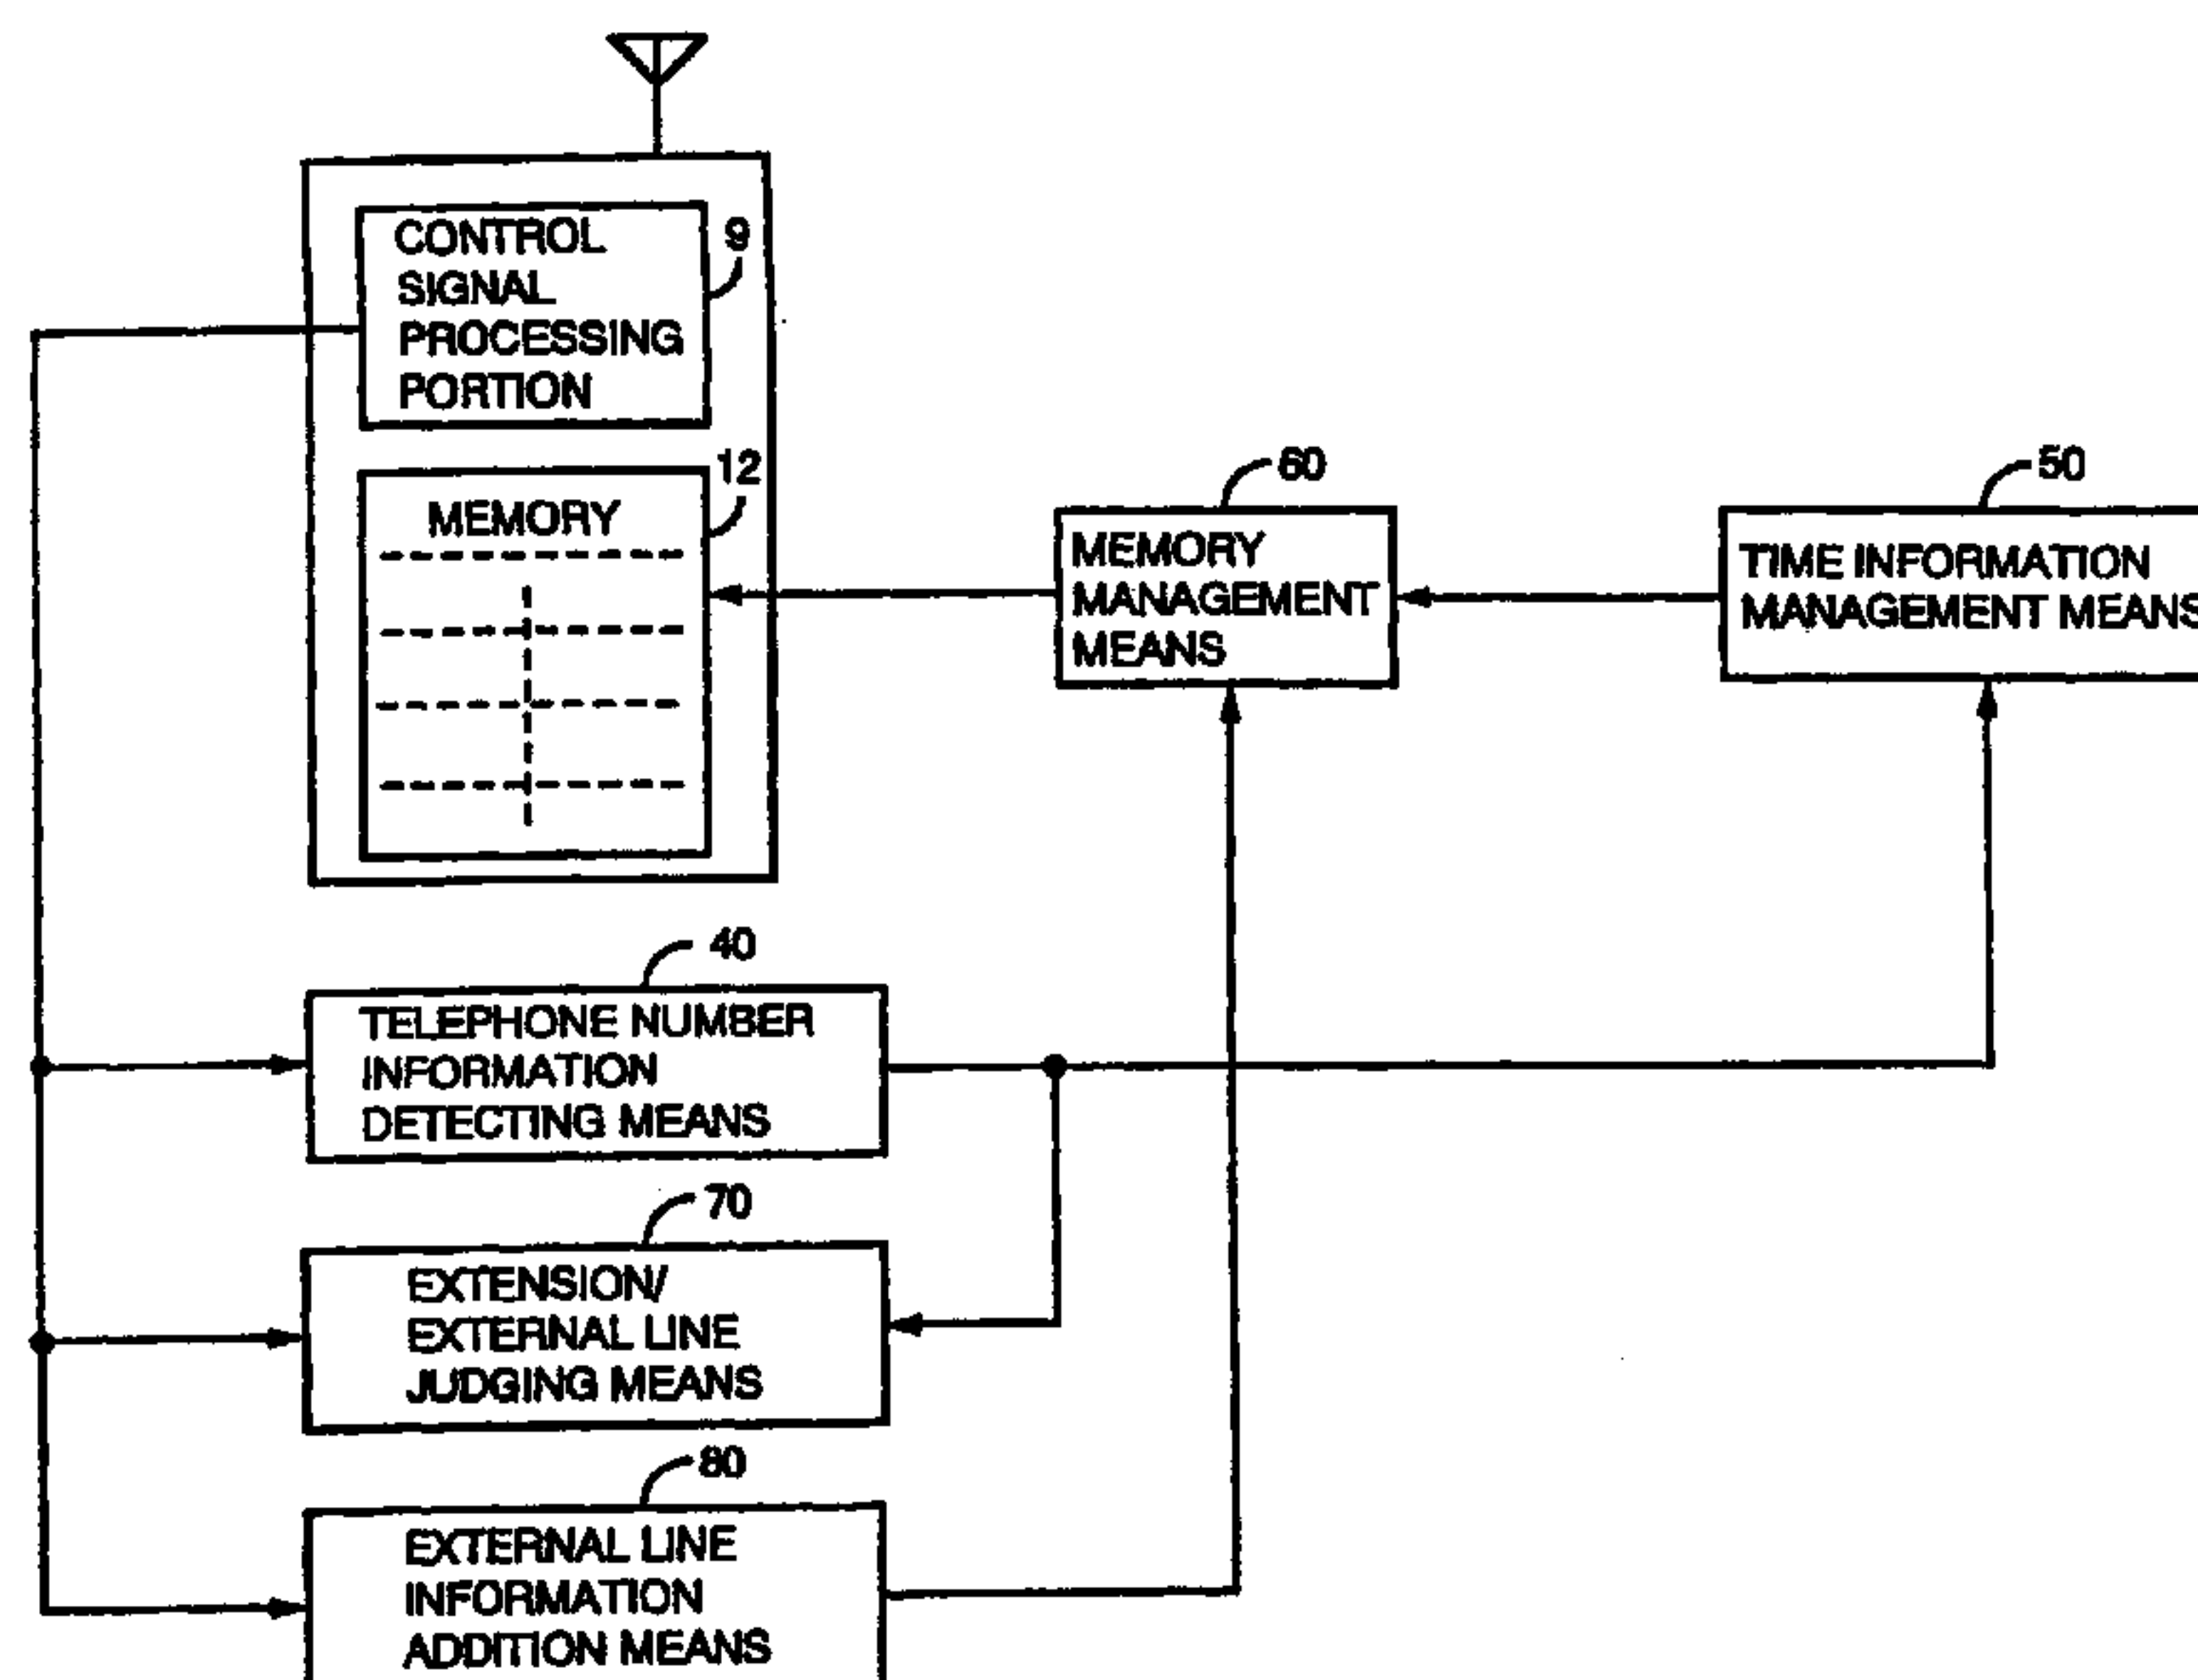 CONTROL
SIGNAL
PROCESSING
PORTION
9
MEMORY
12
60
MEMORY
MANAGEMENT
MEANS
50
TIME INFORMATION
MANAGEMENT MEANS
40
TELEPHONE NUMBER
INFORMATION
DETECTING MEANS
70
EXTENSION/
EXTERNAL LINE
JUDGING MEANS
80
EXTERNAL LINE
INFORMATION
ADDITION MEANS